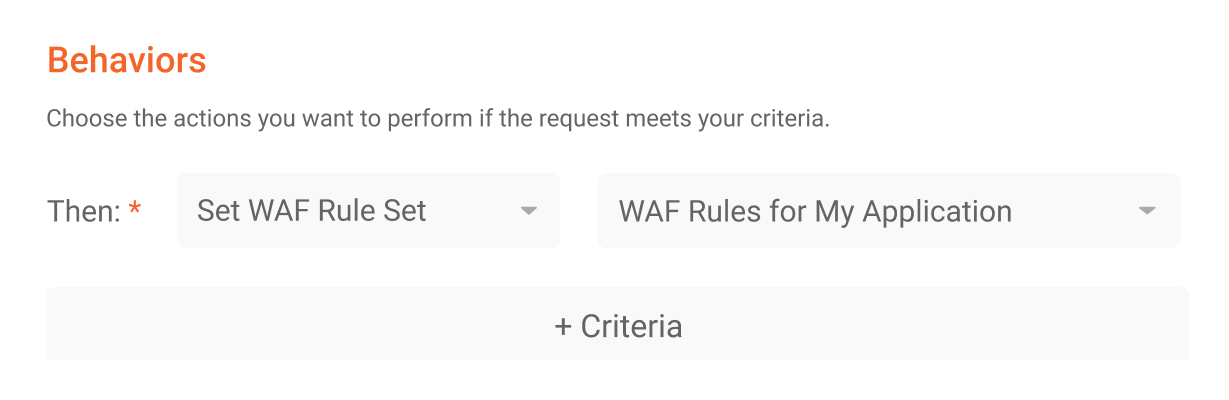 Behaviors
Choose the actions you want to perform if the request meets your criteria.
Then: * Set WAF Rule Set WAF Rules for My Application
+ Criteria